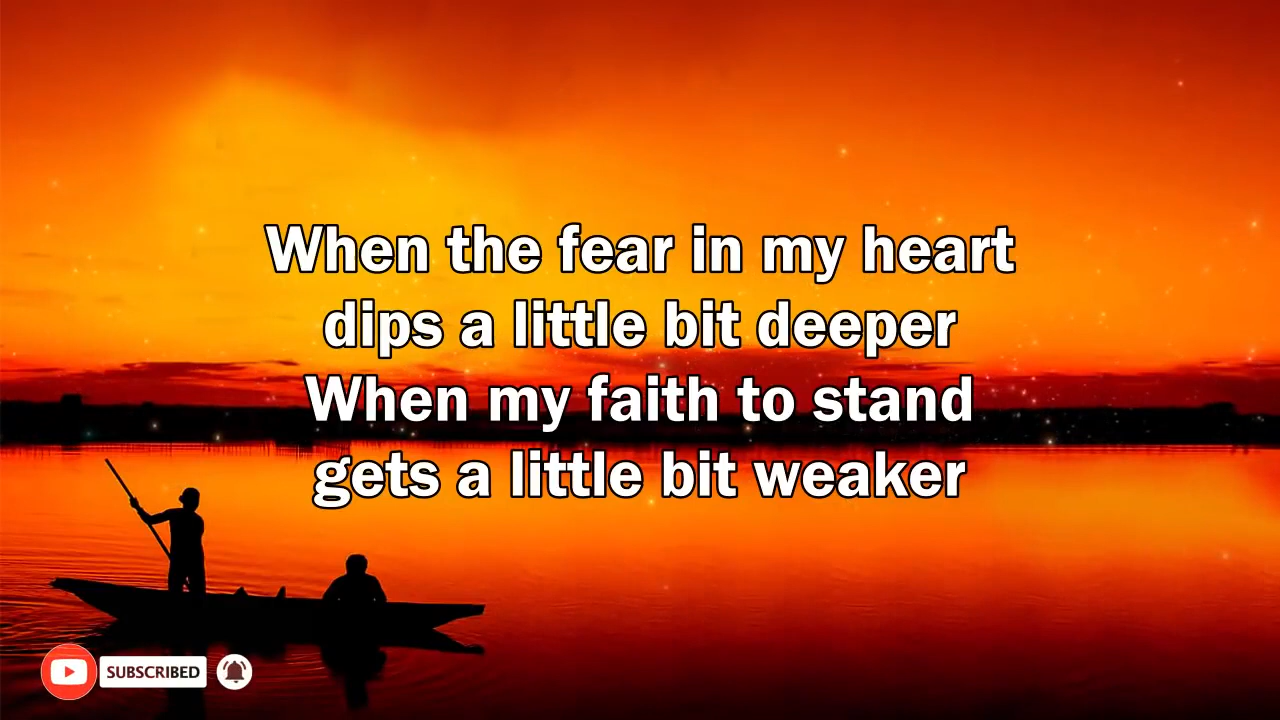 When the fear in my heart
dips a little bit deeper
When my faith to stand
gets a little bit weaker
SUBSCRIBED